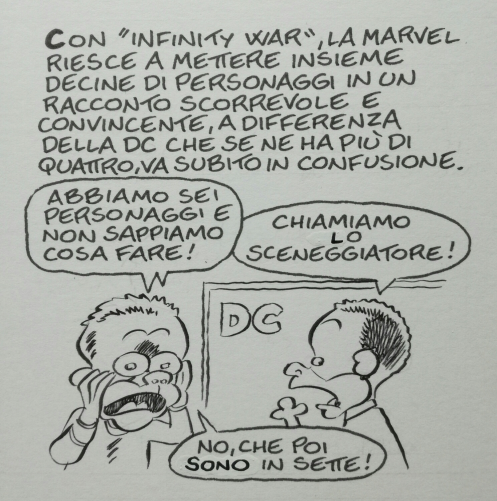 CON "INFINITY WAR", LA MARVEL
RIESCE A METTERE INSIEME
DECINE DI PERSONAGGI IN UN
RACCONTO SCORREVOLE E
CONVINCENTE, A DIFFERENZA
DELLA DC CHE SE NE HA PIÙ DI
QUATTRO, VA SUBITO IN CONFUSIONE.
ABBIAMO SEI
PERSONAGGI E
NON SAPPIAMO
COSA FARE!
CHIAMIAMO
LO
SCENEGGIATORE!
DC
NO, CHE POI
SONO IN SETTE!